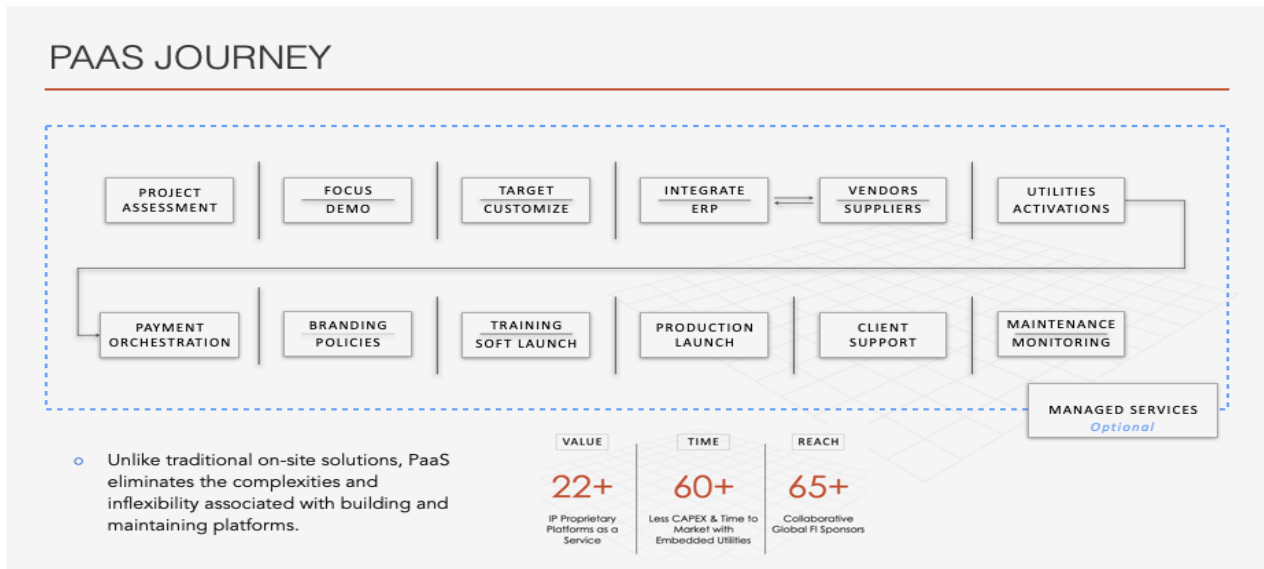 PAAS JOURNEY
PROJECT
ASSESSMENT
FOCUS
DEMO
TARGET
CUSTOMIZE
INTEGRATE
ERP
VENDORS
SUPPLIERS
UTILITIES
ACTIVATIONS
PAYMENT
ORCHESTRATION
BRANDING
POLICIES
TRAINING
SOFT LAUNCH
PRODUCTION
LAUNCH
CLIENT
SUPPORT
MAINTENANCE
MONITORING
MANAGED SERVICES
Optional
Unlike traditional on-site solutions, PaaS
eliminates the complexities and
inflexibility associated with building and
maintaining platforms.
VALUE
22+
IP Proprietary
Platforms as a
Service
TIME
60+
Less CAPEX & Time to
Market with
Embedded Utilities
REACH
65+
Collaborative
Global FI Sponsors